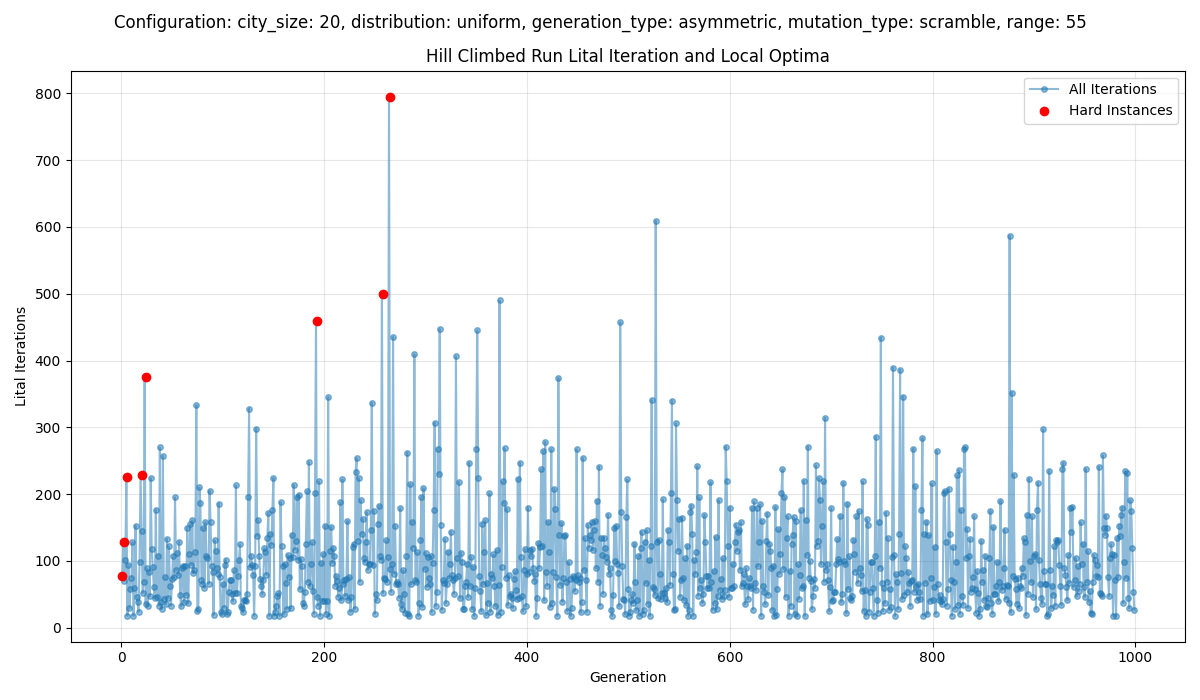 Configuration: city_size: 20, distribution: uniform, generation_type: asymmetric, mutation_type: scramble, range: 55
Hill Climbed Run Lital Iteration and Local Optima
All Iterations
Hard Instances
Lital Iterations
800
700
600
500
400
300
200
100
0
0 200 400 600 800 1000
Generation